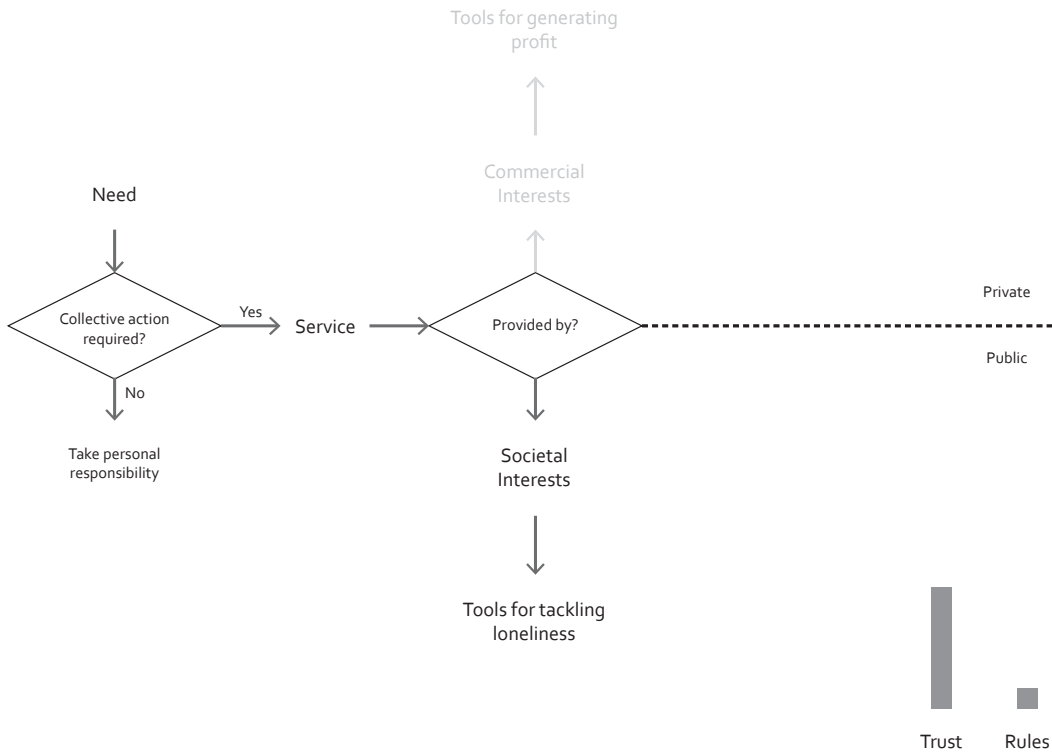 Tools for generating
profit
Commercial
Interests
Need
Private
Collective action
required?
Yes
Service
Provided by?
Public
No
Take personal
responsibility
Societal
Interests
Tools for tackling
loneliness
Trust
Rules